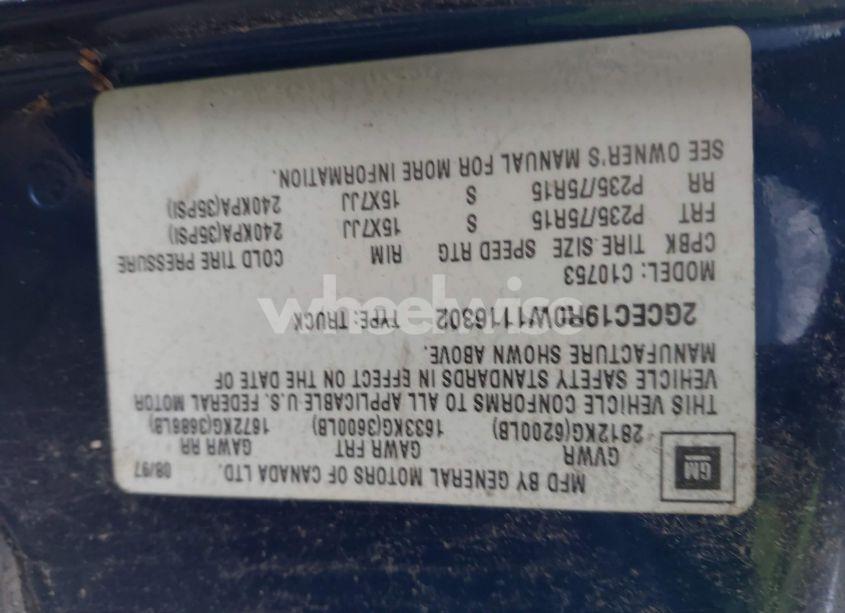 GM
MFD BY GENERAL MOTORS OF CANADA LTD.
08/97 GVWR GAWR FRT GAWR RR
2812KG(6200LB) 1633KG(3600LB) 1672KG(3686LB)
THIS VEHICLE CONFORMS TO ALL APPLICABLE U.S. FEDERAL MOTOR
VEHICLE SAFETY STANDARDS IN EFFECT ON THE DATE OF
MANUFACTURE SHOWN ABOVE.
2GCEC19R0W1116302 TYPE: TRUCK
MODEL: C10753
CPBK TIRE SIZE SPEED RTG RIM COLD TIRE PRESSURE
FRT P235/75R15 S 15X7JJ 240KPA(35PSI)
RR P235/75R15 S 15X7JJ 240KPA(35PSI)
SEE OWNER'S MANUAL FOR MORE INFORMATION.
wheelwise